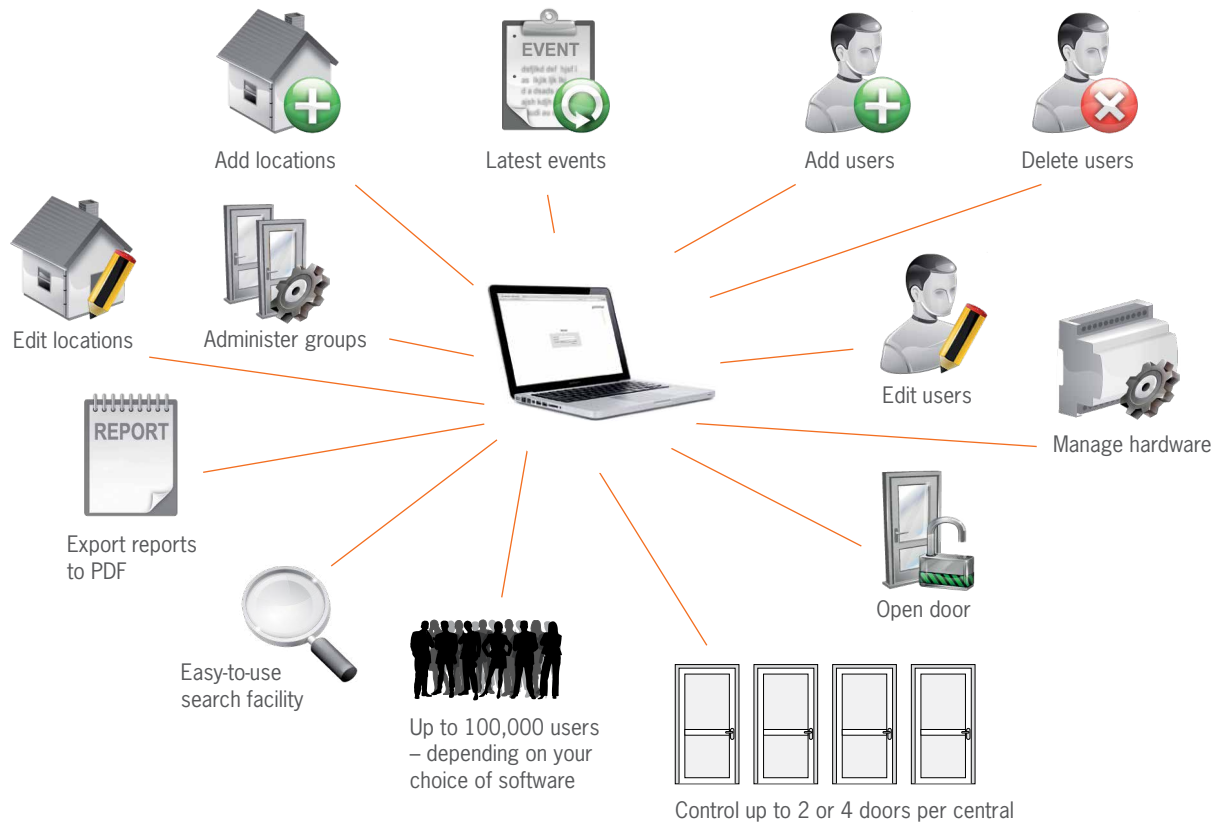 EVENT
Add locations
Latest events
Add users
Delete users
Edit locations
Administer groups
Edit users
Manage hardware
REPORT
Export reports
to PDF
Open door
Easy-to-use
search facility
Up to 100,000 users
– depending on your
choice of software
Control up to 2 or 4 doors per central